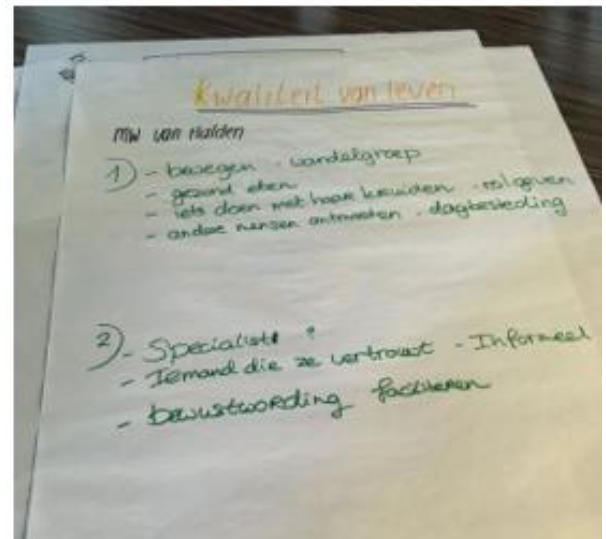 Kwaliteit van leven
MW van Halden
1) - bewegen - wandelgroep
- gezond eten
- iets doen met haar kruiden - rol geven
- andere mensen ontmoeten - dagbesteding
2) - Specialist ?
- Iemand die ze vertrouwt - Informeel
- bewustwording faciliteren